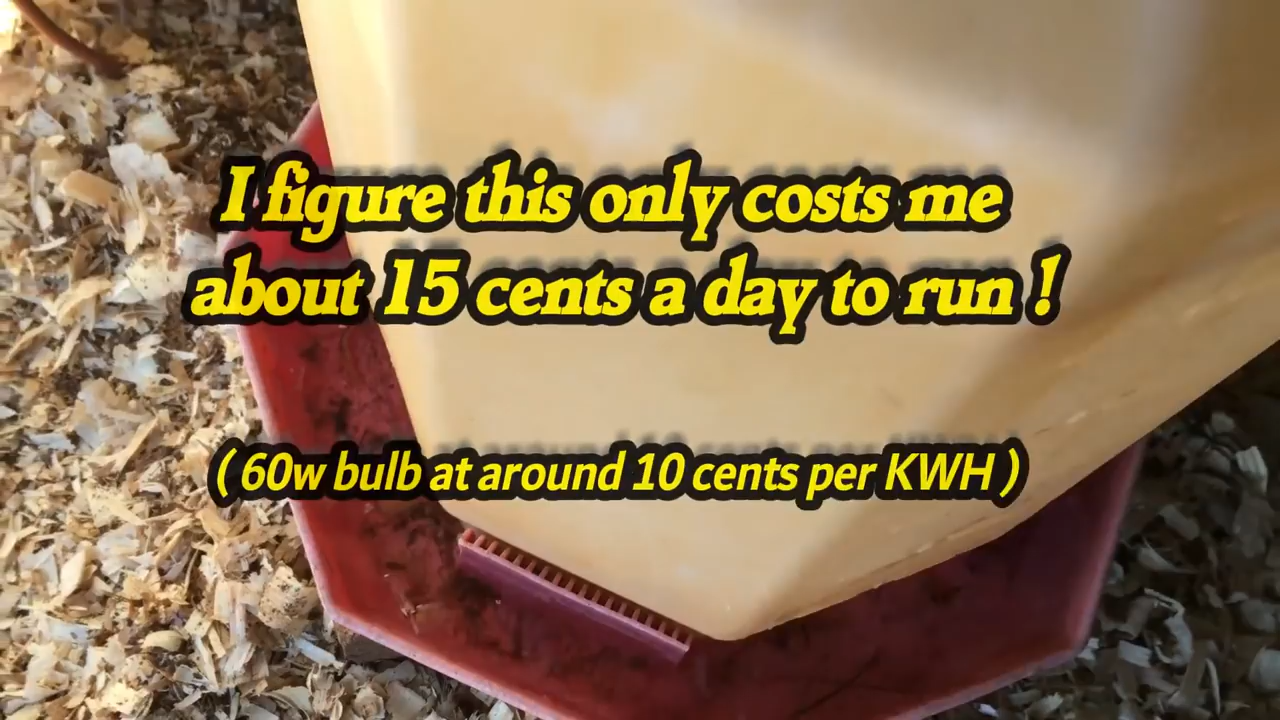 I figure this only costs me
about 15 cents a day to run !
( 60w bulb at around 10 cents per KWH )